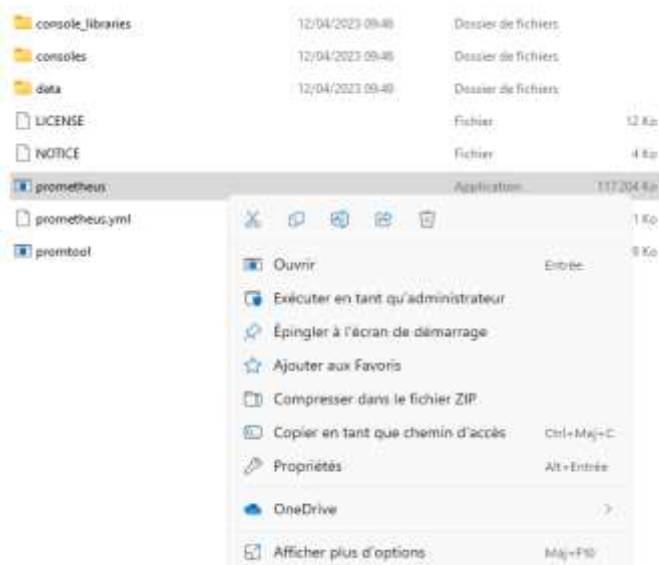 console_libraries 12/04/2023 09:48 Dossier de fichiers
consoles 12/04/2023 09:48 Dossier de fichiers
data 12/04/2023 09:49 Dossier de fichiers
LICENSE Fichier 12 Ko
NOTICE Fichier 4 Ko
prometheus Application 117 204 Ko
prometheus.yml 1 Ko
promtool Ko
Ouvrir Entrée
Exécuter en tant qu'administrateur
Épingler à l'écran de démarrage
Ajouter aux Favoris
Compresser dans le fichier ZIP
Copier en tant que chemin d'accès Ctrl+Maj+C
Propriétés Alt+Entrée
OneDrive
Afficher plus d'options Maj+F10